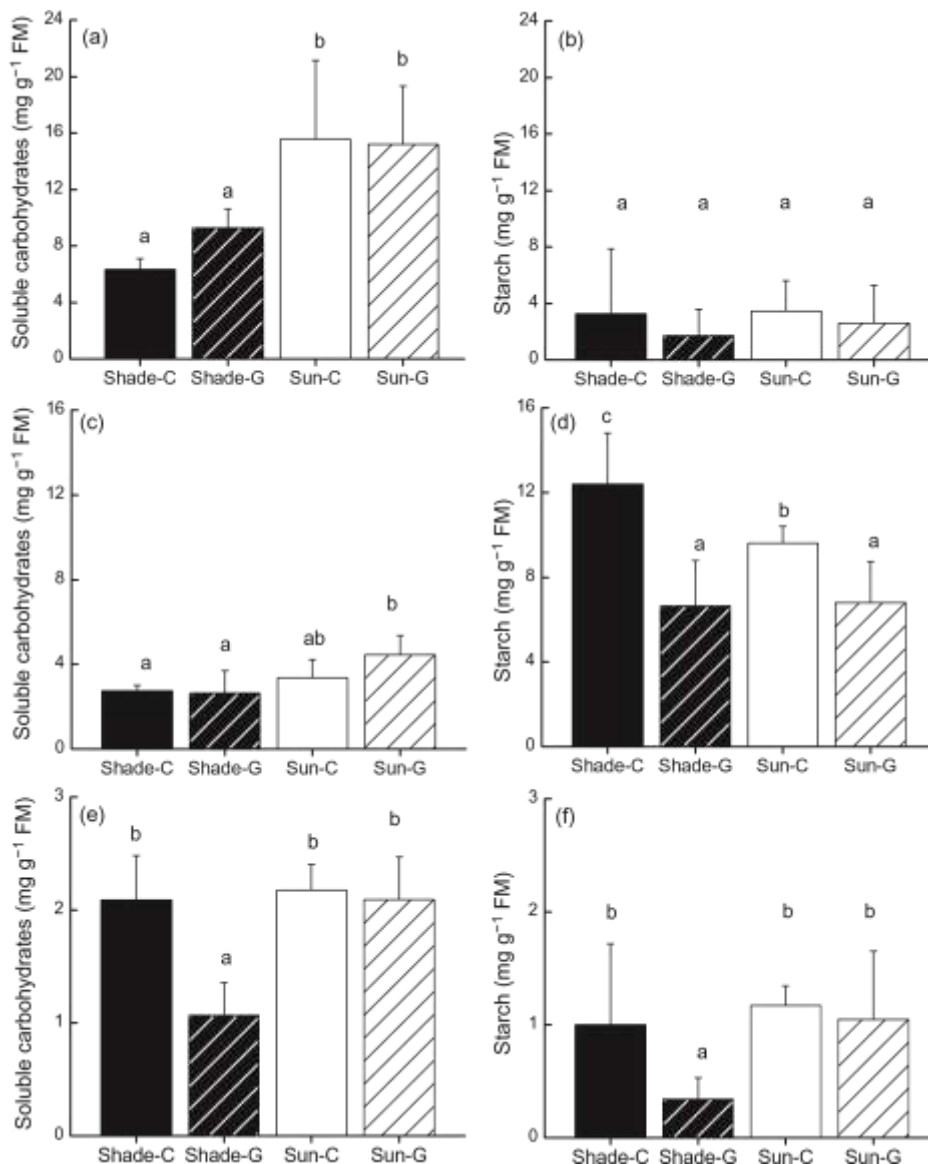 (a)
Soluble carbohydrates (mg g⁻¹ FM)
24
20
16
12
8
4
0
a
a
b
b
Shade-C Shade-G Sun-C Sun-G
(b)
Starch (mg g⁻¹ FM)
24
20
16
12
8
4
0
a a a a
Shade-C Shade-G Sun-C Sun-G
(c)
Soluble carbohydrates (mg g⁻¹ FM)
16
12
8
4
0
a
a
ab
b
Shade-C Shade-G Sun-C Sun-G
(d)
Starch (mg g⁻¹ FM)
16
12
8
4
0
c
a
b
a
Shade-C Shade-G Sun-C Sun-G
(e)
Soluble carbohydrates (mg g⁻¹ FM)
3
2
1
0
b
a
b
b
Shade-C Shade-G Sun-C Sun-G
(f)
Starch (mg g⁻¹ FM)
3
2
1
0
b
a
b
b
Shade-C Shade-G Sun-C Sun-G